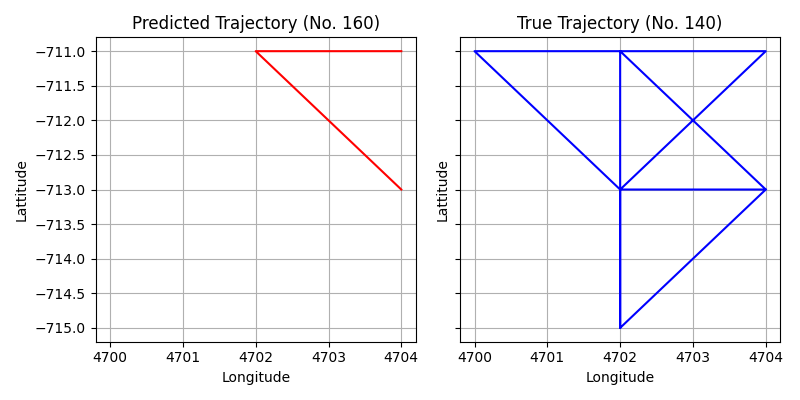 Predicted Trajectory (No. 160)
True Trajectory (No. 140)
Lattitude
−711.0
−711.5
−712.0
−712.5
−713.0
−713.5
−714.0
−714.5
−715.0
4700 4701 4702 4703 4704
Longitude
Lattitude
4700 4701 4702 4703 4704
Longitude